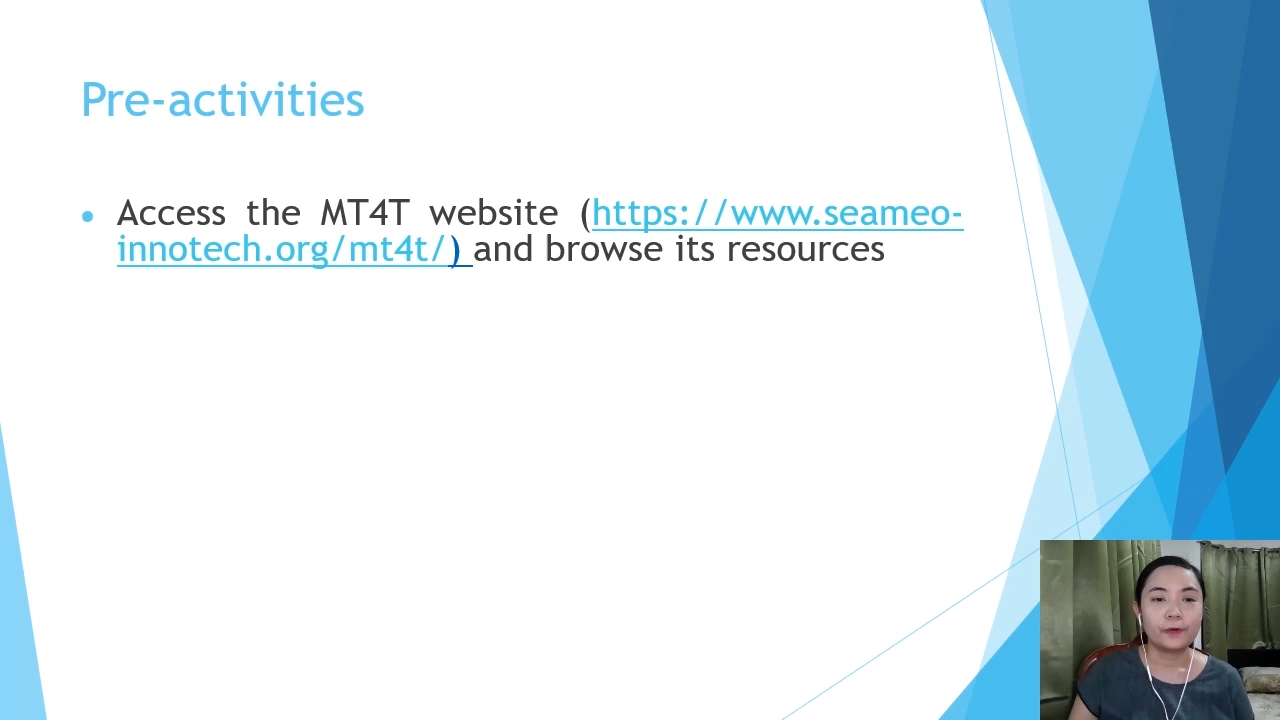 Pre-activities
• Access the MT4T website (https://www.seameo-
innotech.org/mt4t/) and browse its resources